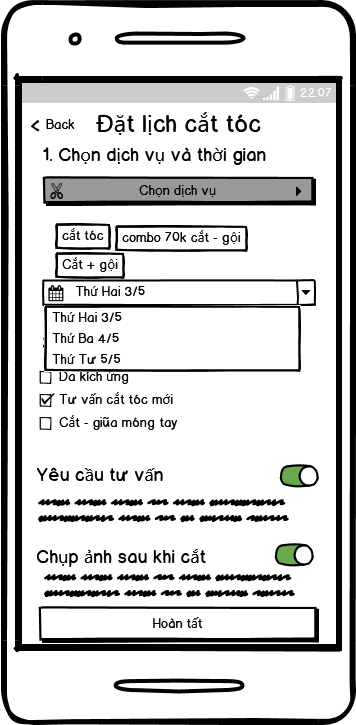 22:07
Back
Đặt lịch cắt tóc
1. Chọn dịch vụ và thời gian
Chọn dịch vụ
cắt tóc
combo 70k cắt - gội
Cắt + gội
Thứ Hai 3/5
Thứ Hai 3/5
Thứ Ba 4/5
Thứ Tư 5/5
Da kích ứng
Tư vấn cắt tóc mới
Cắt - giũa móng tay
Yêu cầu tư vấn
Chụp ảnh sau khi cắt
Hoàn tất